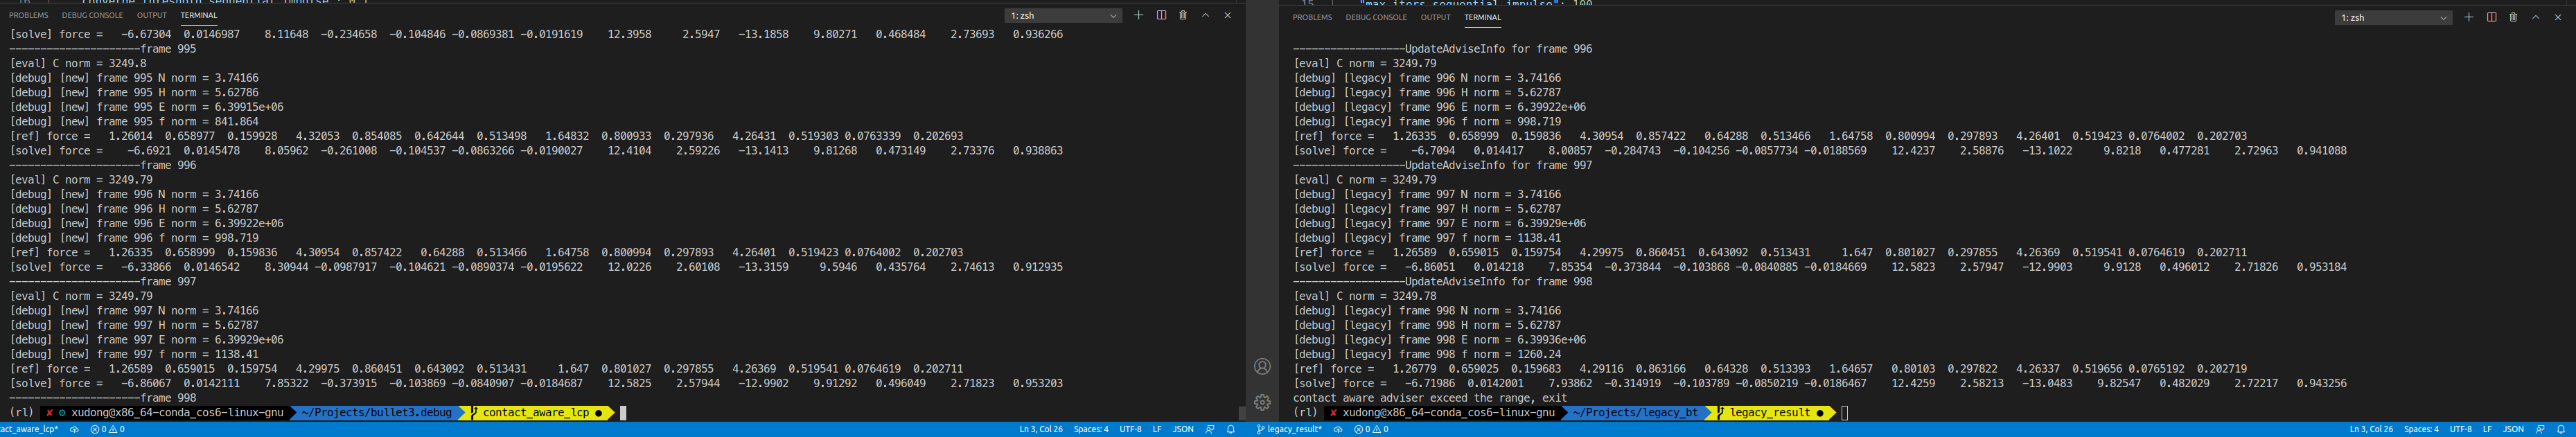 converge_threshold_sequential_impulse
PROBLEMS DEBUG CONSOLE OUTPUT TERMINAL 1: zsh
[solve] force = -6.67304 0.0146987 8.11648 -0.234658 -0.104846 -0.0869381 -0.0191619 12.3958 2.5947 -13.1858 9.80271 0.468484 2.73693 0.936266
---------------------frame 995
[eval] C norm = 3249.8
[debug] [new] frame 995 N norm = 3.74166
[debug] [new] frame 995 H norm = 5.62786
[debug] [new] frame 995 E norm = 6.39915e+06
[debug] [new] frame 995 f norm = 841.864
[ref] force = 1.26014 0.658977 0.159928 4.32053 0.854085 0.642644 0.513498 1.64832 0.800933 0.297936 4.26431 0.519303 0.0763339 0.202693
[solve] force = -6.6921 0.0145478 8.05962 -0.261008 -0.104537 -0.0863266 -0.0190027 12.4104 2.59226 -13.1413 9.81268 0.473149 2.73376 0.938863
---------------------frame 996
[eval] C norm = 3249.79
[debug] [new] frame 996 N norm = 3.74166
[debug] [new] frame 996 H norm = 5.62787
[debug] [new] frame 996 E norm = 6.39922e+06
[debug] [new] frame 996 f norm = 998.719
[ref] force = 1.26335 0.658999 0.159836 4.30954 0.857422 0.64288 0.513466 1.64758 0.800994 0.297893 4.26401 0.519423 0.0764002 0.202703
[solve] force = -6.33866 0.0146542 8.30944 -0.0987917 -0.104621 -0.0890374 -0.0195622 12.0226 2.60108 -13.3159 9.5946 0.435764 2.74613 0.912935
---------------------frame 997
[eval] C norm = 3249.79
[debug] [new] frame 997 N norm = 3.74166
[debug] [new] frame 997 H norm = 5.62787
[debug] [new] frame 997 E norm = 6.39929e+06
[debug] [new] frame 997 f norm = 1138.41
[ref] force = 1.26589 0.659015 0.159754 4.29975 0.860451 0.643092 0.513431 1.647 0.801027 0.297855 4.26369 0.519541 0.0764619 0.202711
[solve] force = -6.86067 0.0142111 7.85322 -0.373915 -0.103869 -0.0840907 -0.0184687 12.5825 2.57944 -12.9902 9.91292 0.496049 2.71823 0.953203
---------------------frame 998
(rl) ✘ ⚙ xudong@x86_64-conda_cos6-linux-gnu ~/Projects/bullet3.debug contact_aware_lcp ●
act_aware_lcp* 0 0 Ln 3, Col 26 Spaces: 4 UTF-8 LF JSON
15 "max_iters_sequential_impulse": 100
PROBLEMS DEBUG CONSOLE OUTPUT TERMINAL 1: zsh
------------------UpdateAdviseInfo for frame 996
[eval] C norm = 3249.79
[debug] [legacy] frame 996 N norm = 3.74166
[debug] [legacy] frame 996 H norm = 5.62787
[debug] [legacy] frame 996 E norm = 6.39922e+06
[debug] [legacy] frame 996 f norm = 998.719
[ref] force = 1.26335 0.658999 0.159836 4.30954 0.857422 0.64288 0.513466 1.64758 0.800994 0.297893 4.26401 0.519423 0.0764002 0.202703
[solve] force = -6.7094 0.014417 8.00857 -0.284743 -0.104256 -0.0857734 -0.0188569 12.4237 2.58876 -13.1022 9.8218 0.477281 2.72963 0.941088
------------------UpdateAdviseInfo for frame 997
[eval] C norm = 3249.79
[debug] [legacy] frame 997 N norm = 3.74166
[debug] [legacy] frame 997 H norm = 5.62787
[debug] [legacy] frame 997 E norm = 6.39929e+06
[debug] [legacy] frame 997 f norm = 1138.41
[ref] force = 1.26589 0.659015 0.159754 4.29975 0.860451 0.643092 0.513431 1.647 0.801027 0.297855 4.26369 0.519541 0.0764619 0.202711
[solve] force = -6.86051 0.014218 7.85354 -0.373844 -0.103868 -0.0840885 -0.0184669 12.5823 2.57947 -12.9903 9.9128 0.496012 2.71826 0.953184
------------------UpdateAdviseInfo for frame 998
[eval] C norm = 3249.78
[debug] [legacy] frame 998 N norm = 3.74166
[debug] [legacy] frame 998 H norm = 5.62787
[debug] [legacy] frame 998 E norm = 6.39936e+06
[debug] [legacy] frame 998 f norm = 1260.24
[ref] force = 1.26779 0.659025 0.159683 4.29116 0.863166 0.64328 0.513393 1.64657 0.80103 0.297822 4.26337 0.519656 0.0765192 0.202719
[solve] force = -6.71986 0.0142001 7.93862 -0.314919 -0.103789 -0.0850219 -0.0186467 12.4259 2.58213 -13.0483 9.82547 0.482029 2.72217 0.943256
contact aware adviser exceed the range, exit
(rl) ✘ xudong@x86_64-conda_cos6-linux-gnu ~/Projects/legacy_bt legacy_result ●
legacy_result* 0 0 Ln 3, Col 26 Spaces: 4 UTF-8 LF JSON